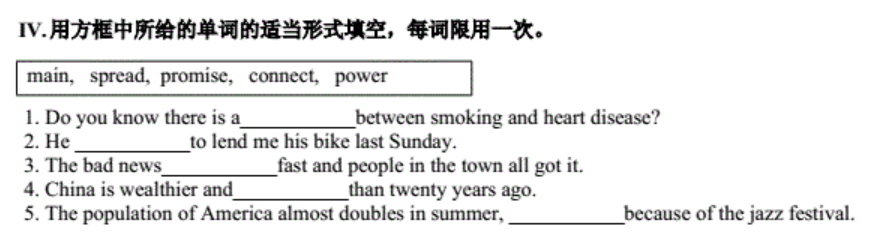 IV.用方框中所给的单词的适当形式填空，每词限用一次。
main, spread, promise, connect, power
1. Do you know there is a__________between smoking and heart disease?
2. He __________to lend me his bike last Sunday.
3. The bad news__________fast and people in the town all got it.
4. China is wealthier and__________than twenty years ago.
5. The population of America almost doubles in summer, __________because of the jazz festival.